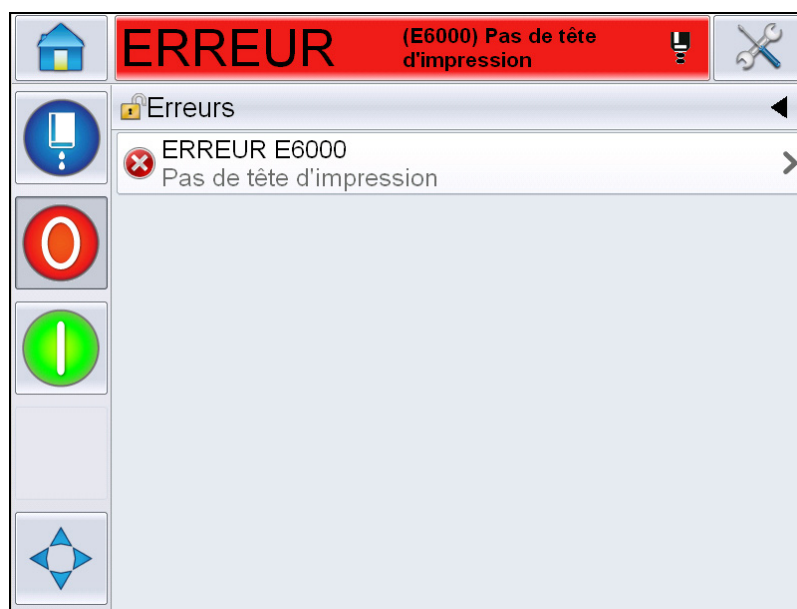 ERREUR
(E6000) Pas de tête
d'impression
Erreurs
ERREUR E6000
Pas de tête d'impression